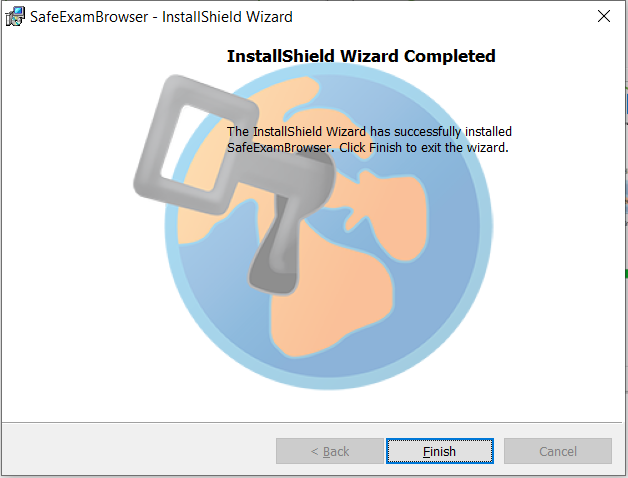 SafeExamBrowser - InstallShield Wizard
InstallShield Wizard Completed
The InstallShield Wizard has successfully installed
SafeExamBrowser. Click Finish to exit the wizard.
< Back
Finish
Cancel